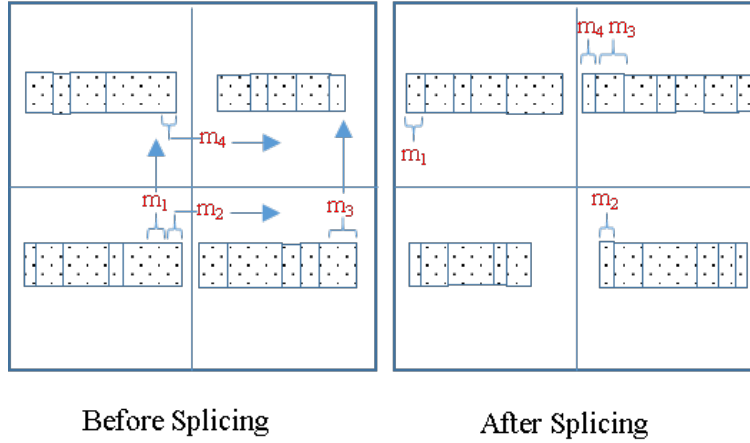 m4 m3
m4
m1
m1 m2 m3
m2
Before Splicing
After Splicing